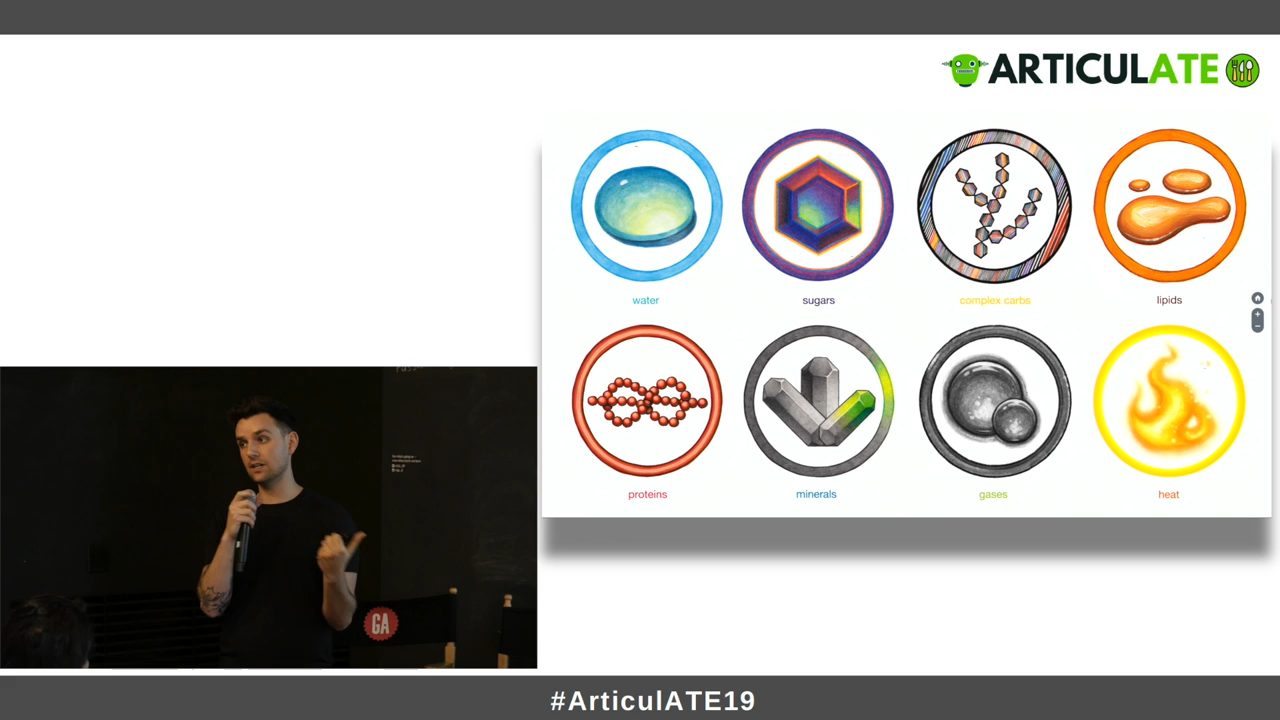 ARTICULATE
water
sugars
complex carbs
lipids
proteins
minerals
gases
heat
GA
#ArticulATE19